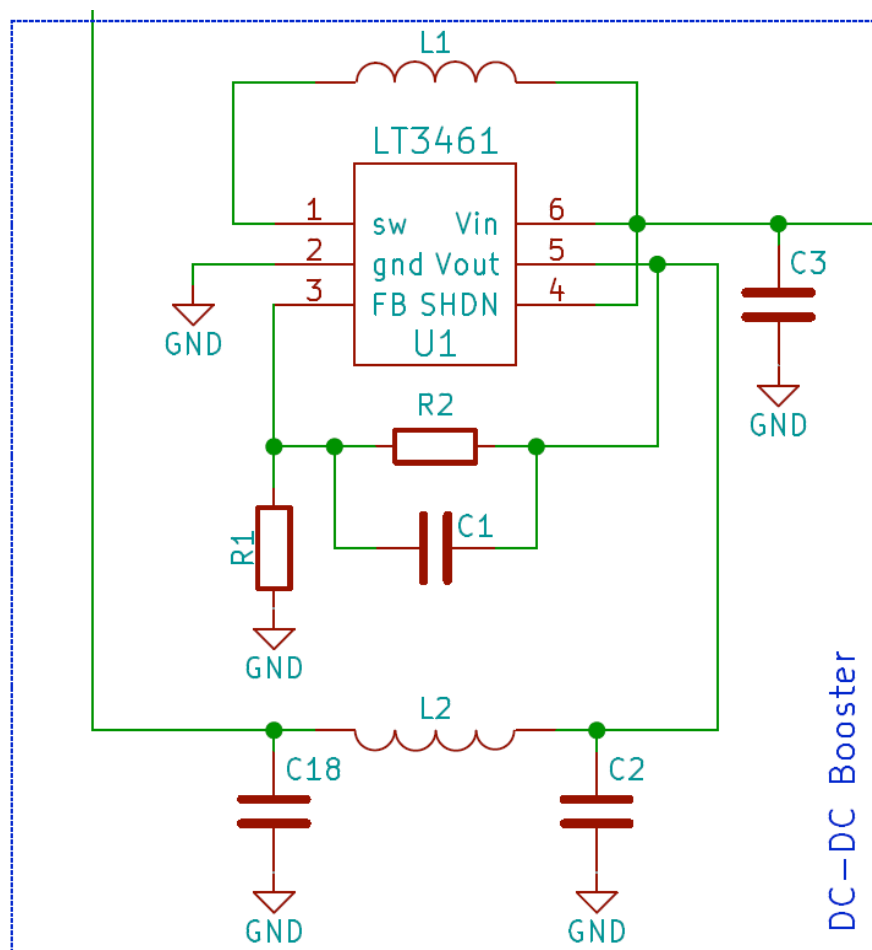 L1
LT3461
1 sw Vin 6
2 gnd Vout 5
3 FB SHDN 4
U1
GND
C3
GND
R2
C1
R1
GND
L2
C18
C2
GND
GND
DC-DC Booster